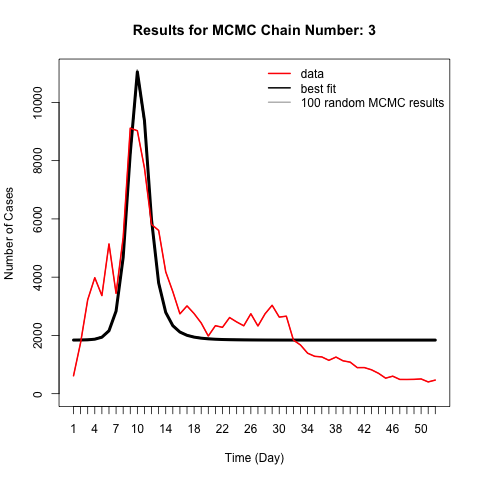 Results for MCMC Chain Number: 3
data
best fit
100 random MCMC results
Number of Cases
10000
8000
6000
4000
2000
0
1 4 7 10 14 18 22 26 30 34 38 42 46 50
Time (Day)